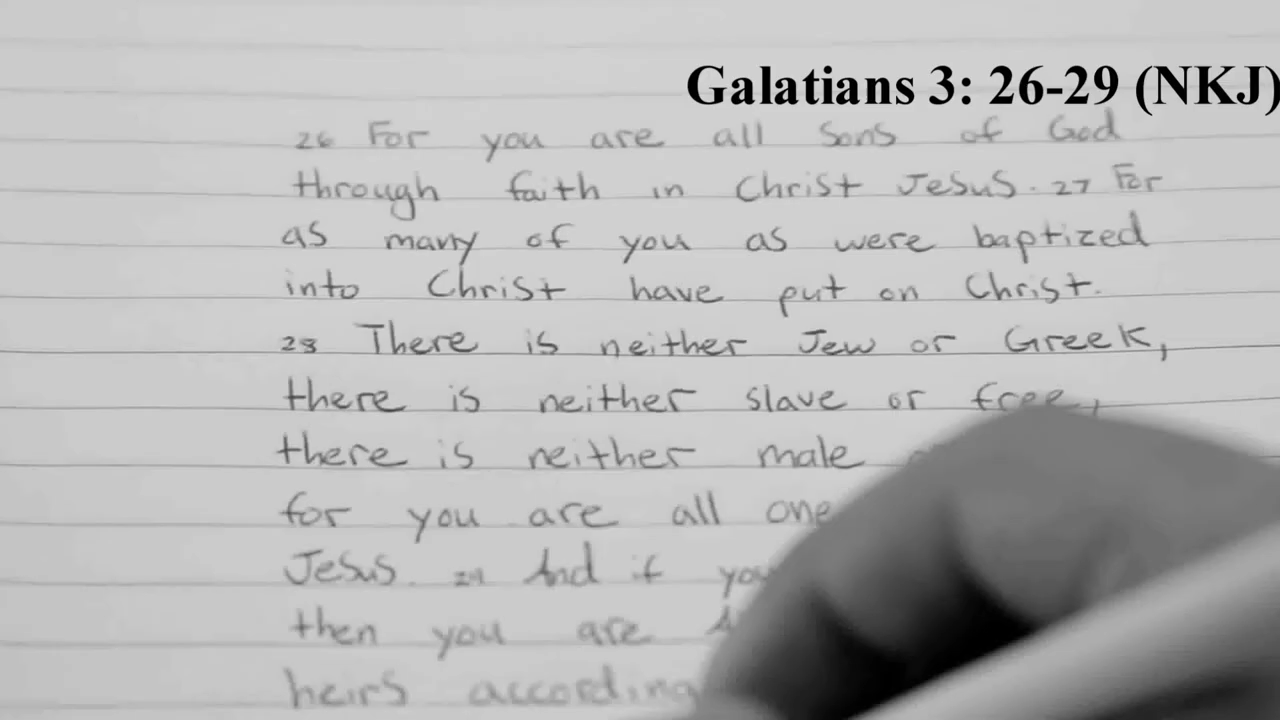 Galatians 3: 26-29 (NKJ)
26 For you are all sons of God
through faith in Christ Jesus. 27 For
as many of you as were baptized
into Christ have put on Christ.
28 There is neither Jew or Greek,
there is neither slave or free,
there is neither male
for you are all one
Jesus. 29 And if you
then you are
heirs according